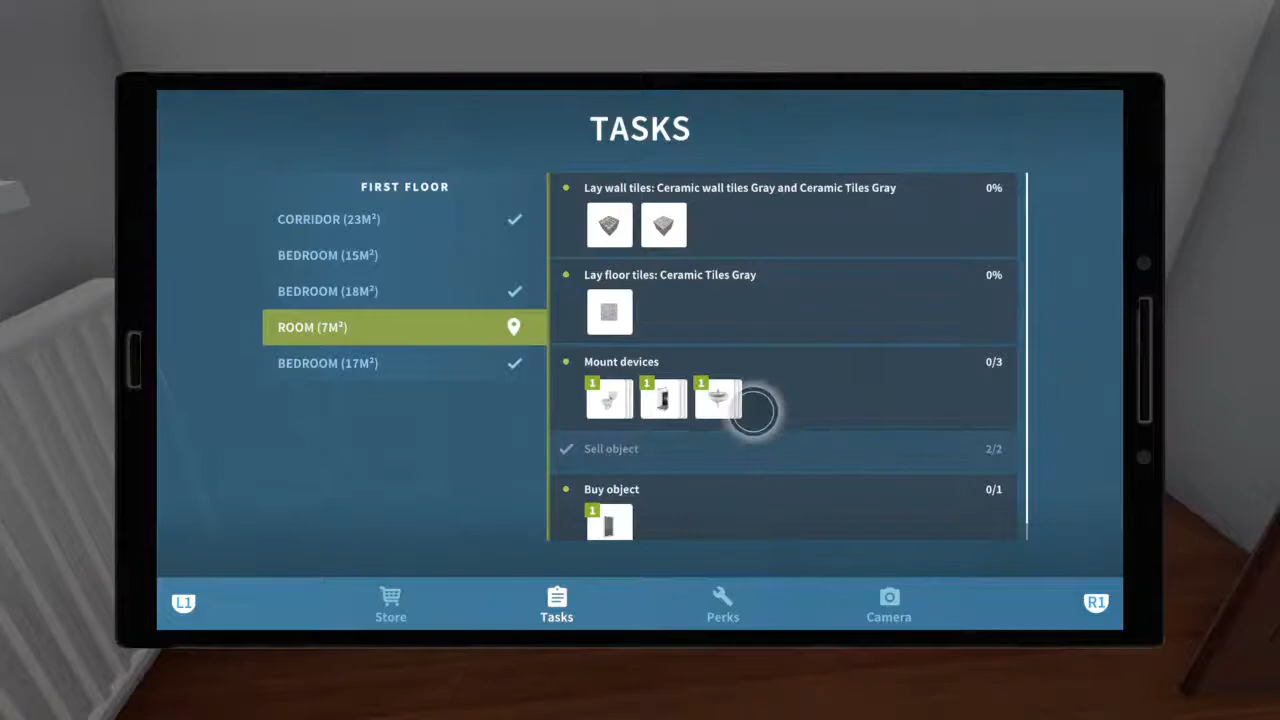 TASKS
FIRST FLOOR
CORRIDOR (23M²)
BEDROOM (15M²)
BEDROOM (18M²)
ROOM (7M²)
BEDROOM (17M²)
Lay wall tiles: Ceramic wall tiles Gray and Ceramic Tiles Gray 0%
Lay floor tiles: Ceramic Tiles Gray 0%
Mount devices 0/3
1 1 1
Sell object 2/2
Buy object 0/1
1
L1 Store Tasks Perks Camera R1